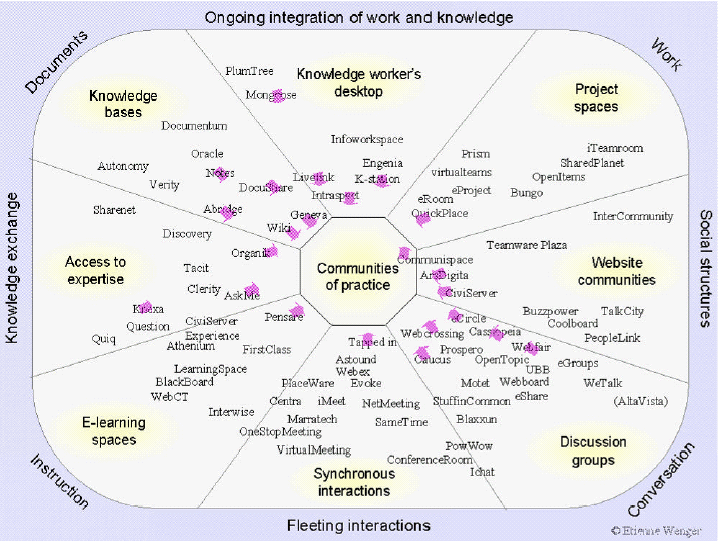 Ongoing integration of work and knowledge
Documents
Work
Knowledge exchange
Social structures
Instruction
Conversation
Fleeting interactions
Knowledge
bases
Documentum
Oracle
Notes
Autonomy
Verity
DocuShare
Abridge
PlumTree
Mongoose
Knowledge worker's
desktop
Infoworkspace
Engenia
Livelink
K-station
Intraspect
Geneva
Wiki
Project
spaces
Prism
iTeamroom
SharedPlanet
virtualteams
OpenItems
eProject
Bungo
eRoom
QuickPlace
Sharenet
Discovery
Organik
Access to
expertise
Tacit
Clerity
AskMe
Knexa
Pensare
Question
Quiq
Communities
of practice
InterCommunity
Teamware Plaza
Communispace
ArsDigita
Website
communities
CiviServer
Buzzpower
TalkCity
Coolboard
PeopleLink
eCircle
Webcrossing
Cassiopeia
Webfair
CiviServer
Experience
Athenium
FirstClass
LearningSpace
BlackBoard
WebCT
Interwise
E-learning
spaces
Tapped in
Astound
Webex
PlaceWare
Evoke
Centra
iMeet
NetMeeting
Marratech
SameTime
OneStopMeeting
VirtualMeeting
ConferenceRoom
Synchronous
interactions
Caucus
Prospero
OpenTopic
UBB
eGroups
Motet
Webboard
WeTalk
StuffinCommon
eShare
(AltaVista)
Blaxxun
PowWow
Ichat
Discussion
groups
© Etienne Wenger